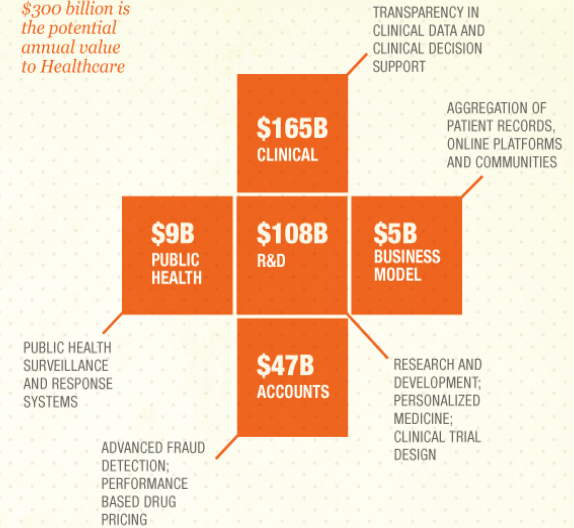 $300 billion is
the potential
annual value
to Healthcare
TRANSPARENCY IN
CLINICAL DATA AND
CLINICAL DECISION
SUPPORT
$165B
CLINICAL
AGGREGATION OF
PATIENT RECORDS,
ONLINE PLATFORMS
AND COMMUNITIES
$9B
PUBLIC
HEALTH
$108B
R&D
$5B
BUSINESS
MODEL
PUBLIC HEALTH
SURVEILLANCE
AND RESPONSE
SYSTEMS
$47B
ACCOUNTS
RESEARCH AND
DEVELOPMENT;
PERSONALIZED
MEDICINE;
CLINICAL TRIAL
DESIGN
ADVANCED FRAUD
DETECTION;
PERFORMANCE
BASED DRUG
PRICING